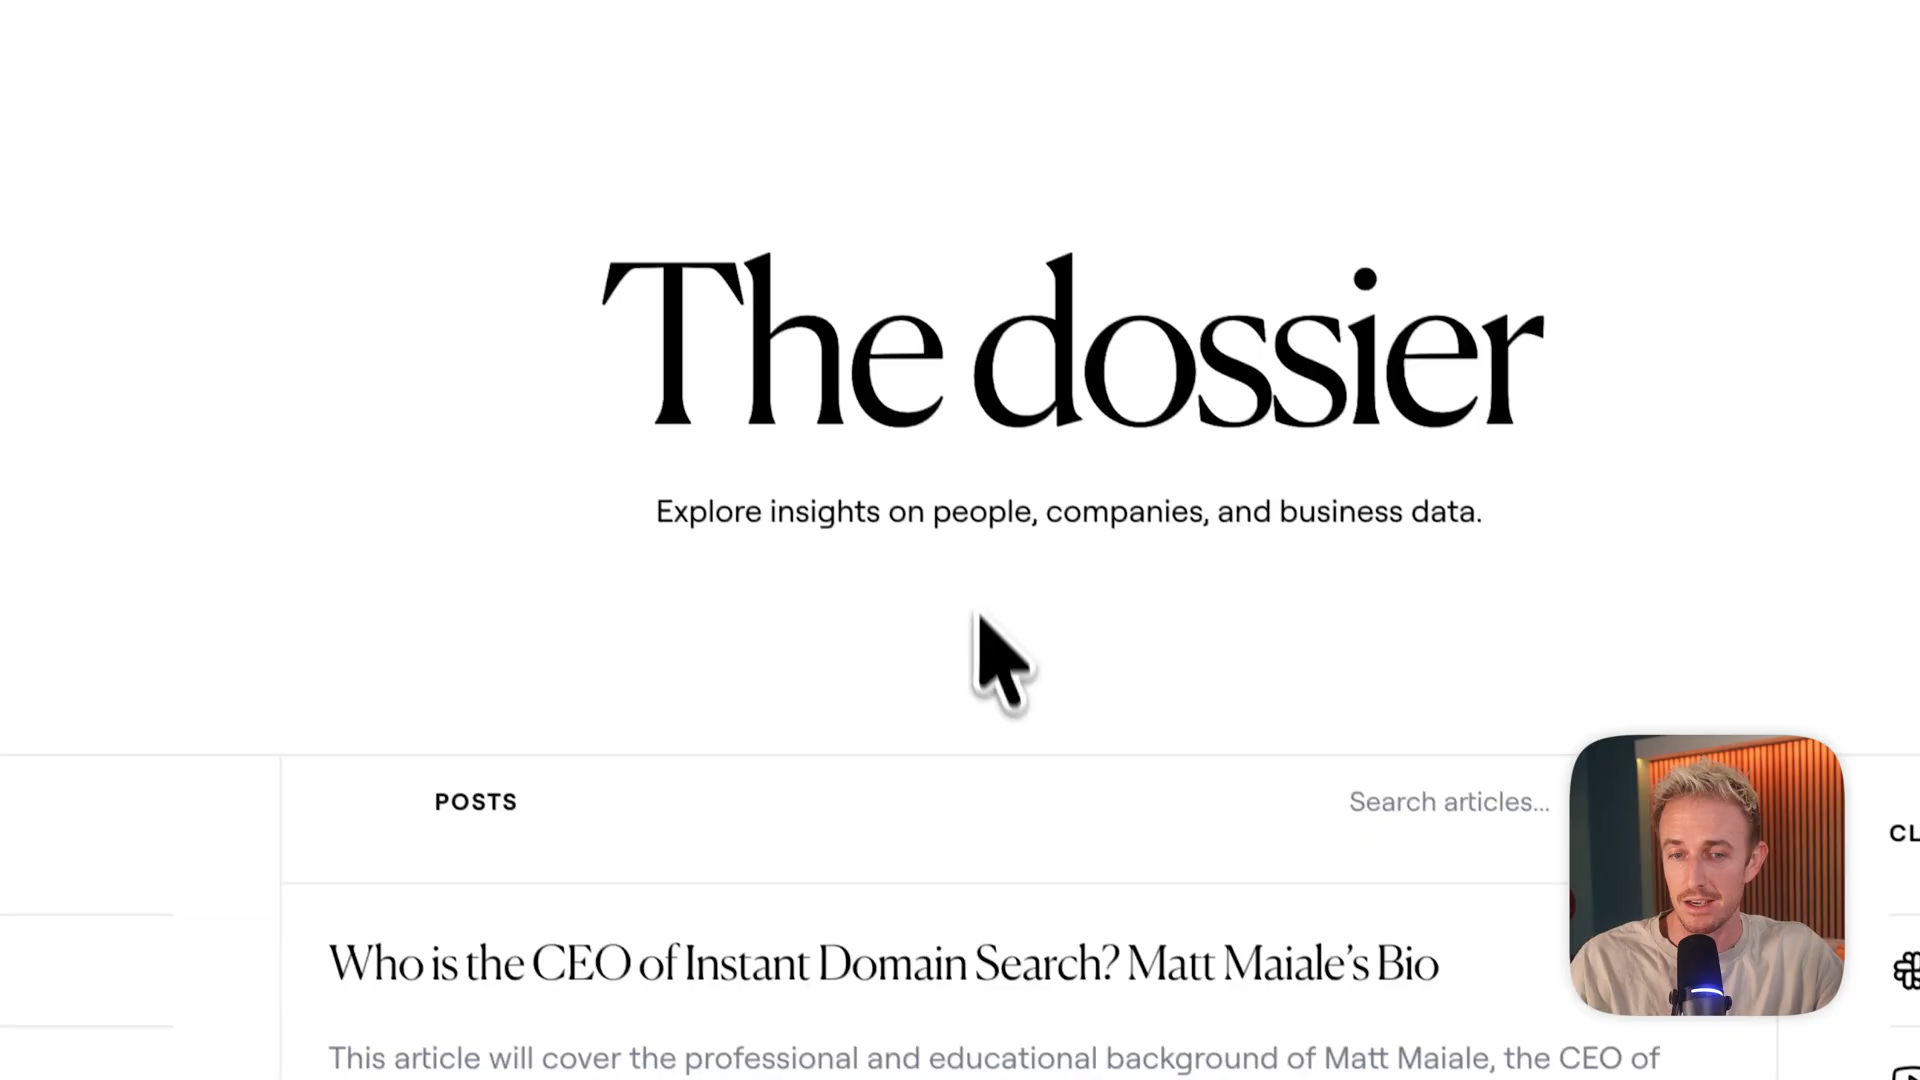 The dossier
Explore insights on people, companies, and business data.
POSTS
Search articles...
CL
Who is the CEO of Instant Domain Search? Matt Maiale’s Bio
This article will cover the professional and educational background of Matt Maiale, the CEO of